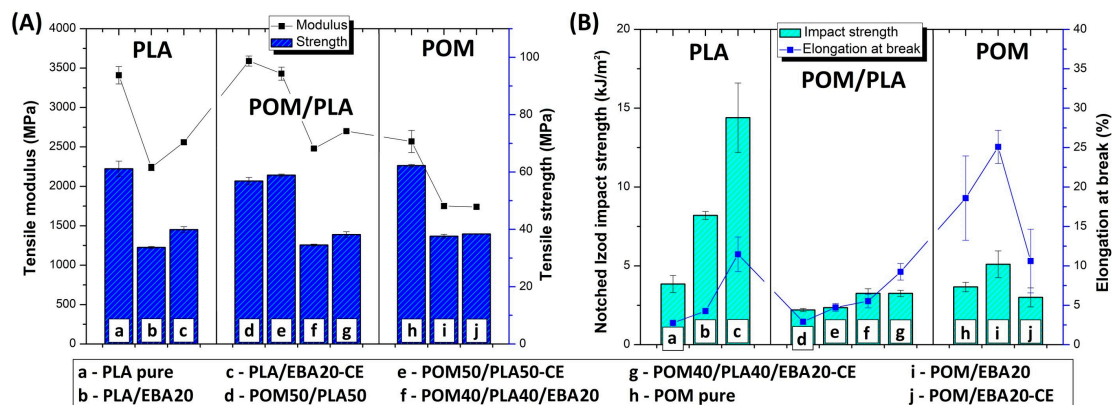 (A)
Modulus
Strength
PLA
POM/PLA
POM
Tensile modulus (MPa)
4000
3500
3000
2500
2000
1500
1000
500
0
Tensile strength (MPa)
100
80
60
40
20
0
a b c d e f g h i j
(B)
Impact strength
Elongation at break
PLA
POM/PLA
POM
Notched Izod impact strength (kJ/m²)
20
15
10
5
0
Elongation at break (%)
40
35
30
25
20
15
10
5
0
a b c d e f g h i j
a - PLA pure c - PLA/EBA20-CE e - POM50/PLA50-CE g - POM40/PLA40/EBA20-CE i - POM/EBA20
b - PLA/EBA20 d - POM50/PLA50 f - POM40/PLA40/EBA20 h - POM pure j - POM/EBA20-CE